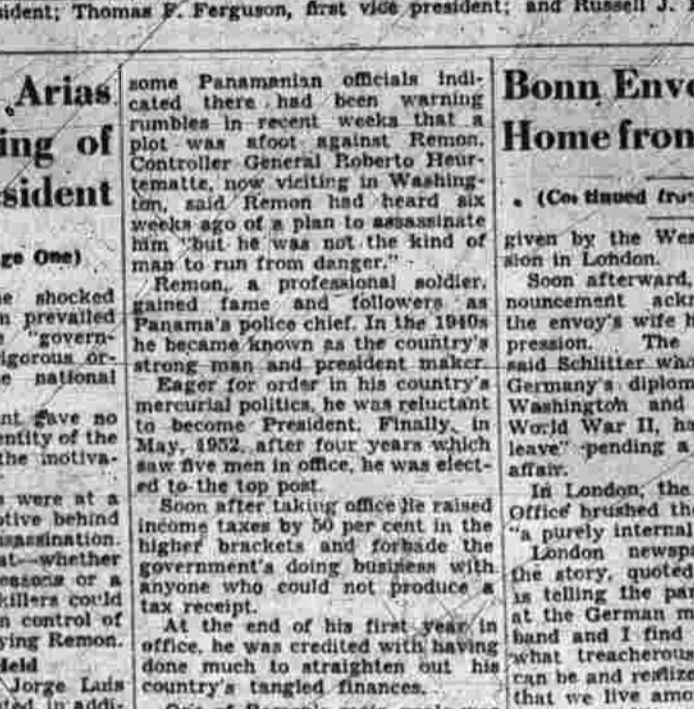 sident; Thomas F. Ferguson, first vice president; and Russell J.
Arias
ing of
sident
ge One)
e shocked
n prevailed
e "govern-
igorous or-
e national
nt gave no
entity of the
the motiva-
s were at a
otive behind
ssassination.
at—whether
easons or a
killers could
n control of
ying Remon.
Held
Jorge Luis
ted in addi-
some Panamanian officials indi-
cated there had been warning
rumbles in recent weeks that a
plot was afoot against Remon.
Controller General Roberto Heur-
tematte, now viciting in Washing-
ton, said Remon had heard six
weeks ago of a plan to assassinate
him "but he was not the kind of
man to run from danger."
Remon, a professional soldier,
gained fame and followers as
Panama's police chief. In the 1940s
he became known as the country's
strong man and president maker.
Eager for order in his country's
mercurial politics, he was reluctant
to become President. Finally, in
May, 1952, after four years which
saw five men in office, he was elect-
ed to the top post.
Soon after taking office he raised
income taxes by 50 per cent in the
higher brackets and forbade the
government's doing business with
anyone who could not produce a
tax receipt.
At the end of his first year in
office, he was credited with having
done much to straighten out his
country's tangled finances.
Bonn Envo
Home from
(Continued fro
given by the Wes
sion in London.
Soon afterward,
nouncement ack
the envoy's wife h
pression. The
said Schlitter who
Germany's diplom
Washington and
World War II, ha
leave" pending a
affair.
In London, the
Office brushed the
"a purely internal
London newsp
the story, quoted
is telling the pa
at the German m
band and I find
what treacherous
can be and realize
that we live amo